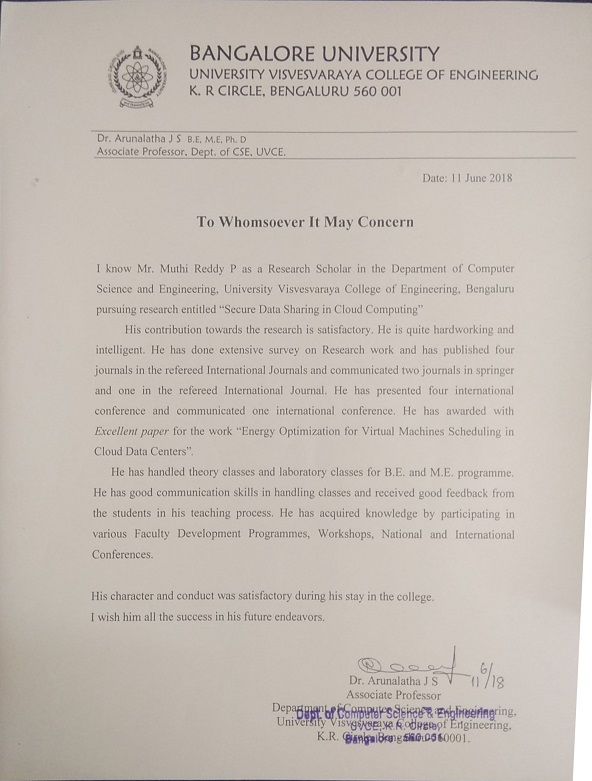 BANGALORE UNIVERSITY
UNIVERSITY VISVESVARAYA COLLEGE OF ENGINEERING
K. R CIRCLE, BENGALURU 560 001
Dr. Arunalatha J S B.E, M.E, Ph. D
Associate Professor, Dept. of CSE, UVCE.
Date: 11 June 2018
To Whomsoever It May Concern
I know Mr. Muthi Reddy P as a Research Scholar in the Department of Computer
Science and Engineering, University Visvesvaraya College of Engineering, Bengaluru
pursuing research entitled “Secure Data Sharing in Cloud Computing”
His contribution towards the research is satisfactory. He is quite hardworking and
intelligent. He has done extensive survey on Research work and has published four
journals in the refereed International Journals and communicated two journals in springer
and one in the refereed International Journal. He has presented four international
conference and communicated one international conference. He has awarded with
Excellent paper for the work “Energy Optimization for Virtual Machines Scheduling in
Cloud Data Centers”.
He has handled theory classes and laboratory classes for B.E. and M.E. programme.
He has good communication skills in handling classes and received good feedback from
the students in his teaching process. He has acquired knowledge by participating in
various Faculty Development Programmes, Workshops, National and International
Conferences.
His character and conduct was satisfactory during his stay in the college.
I wish him all the success in his future endeavors.
11/6/18
Dr. Arunalatha J S
Associate Professor
Department of Computer Science and Engineering,
University Visvesvaraya College of Engineering,
K.R. Circle, Bengaluru 560001.
Dept. of Computer Science & Engineering
UVCE, K.R. Circle,
Bangalore - 560 001